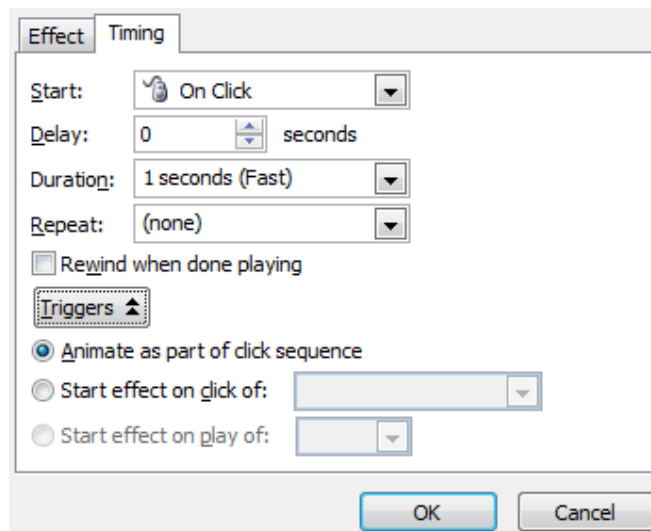 Effect Timing
Start: On Click
Delay: 0 seconds
Duration: 1 seconds (Fast)
Repeat: (none)
Rewind when done playing
Triggers
Animate as part of click sequence
Start effect on click of:
Start effect on play of:
OK Cancel